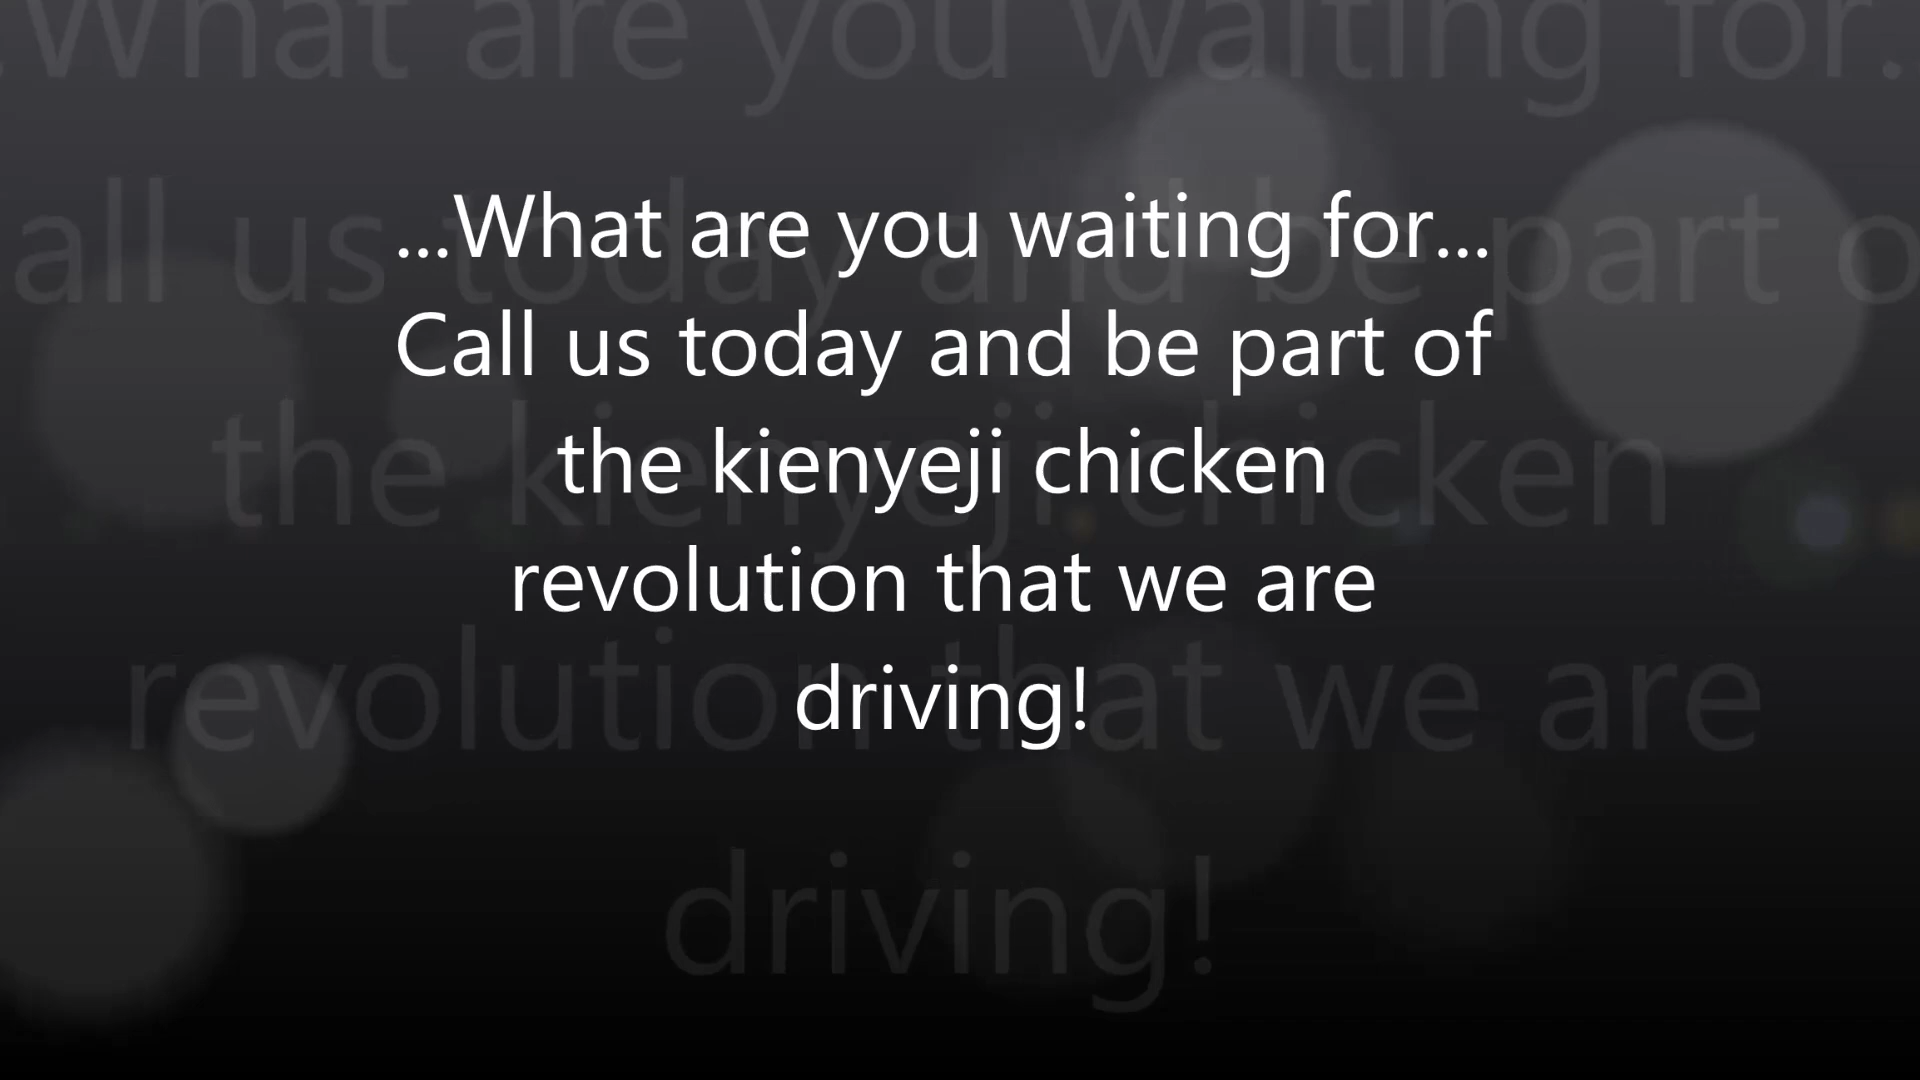 ...What are you waiting for...
Call us today and be part of
the kienyeji chicken
revolution that we are
driving!